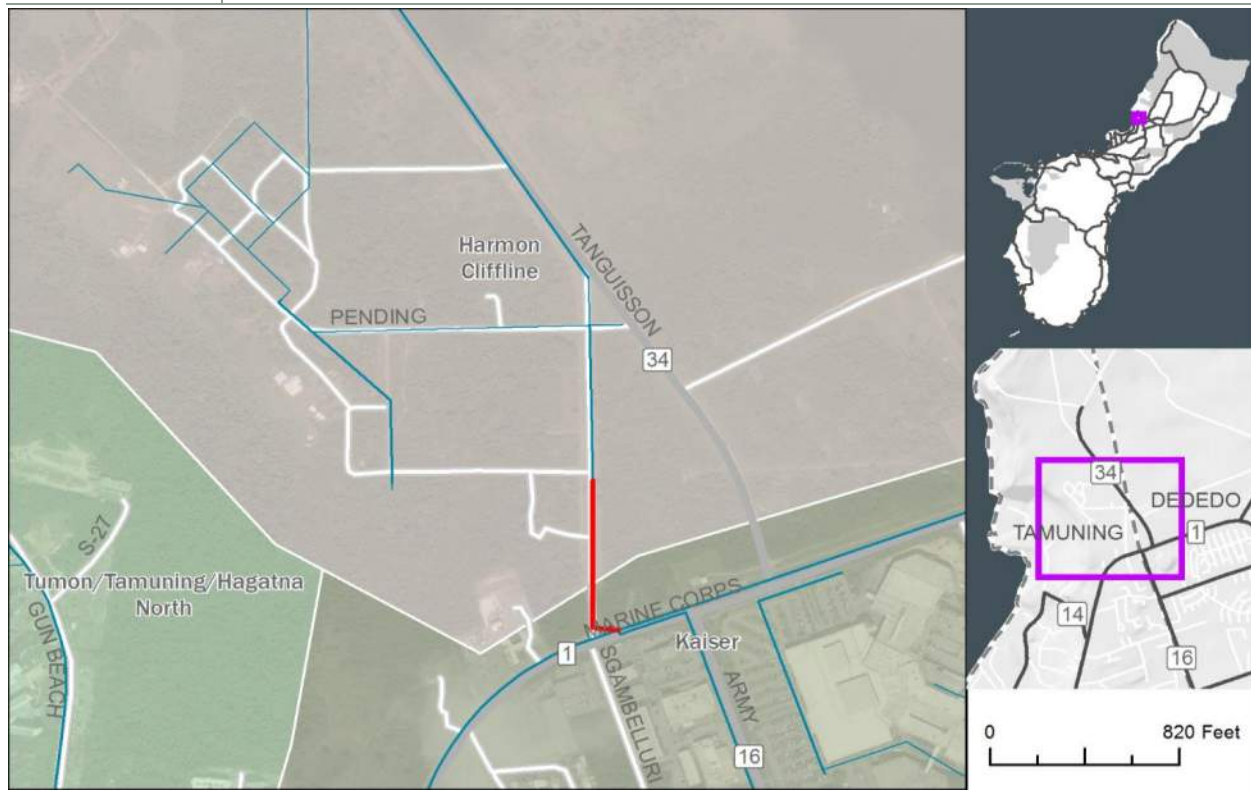 TANGUISSON
Harmon
Cliffline
PENDING
34
S-27
Tumon/Tamuning/Hagatna
North
GUN BEACH
MARINE CORPS
1
Kaiser
SGAMBELLURI
ARMY
16
34
DEDEDO
TAMUNING
1
14
16
0
820 Feet